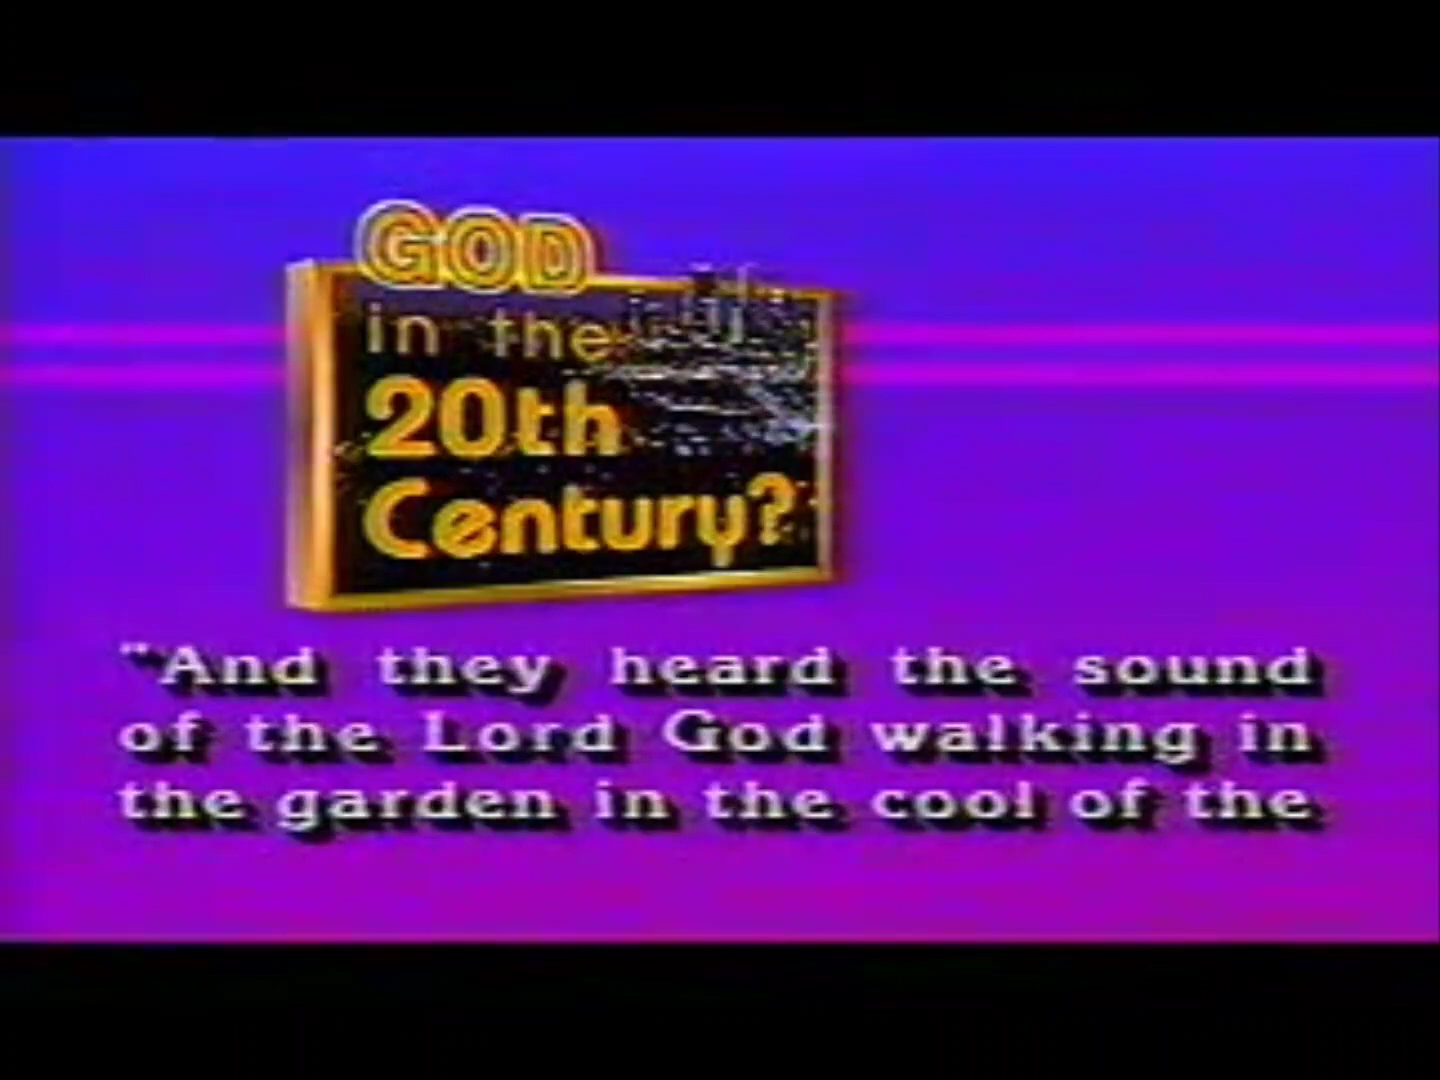 GOD
in the
20th
Century?
"And they heard the sound
of the Lord God walking in
the garden in the cool of the